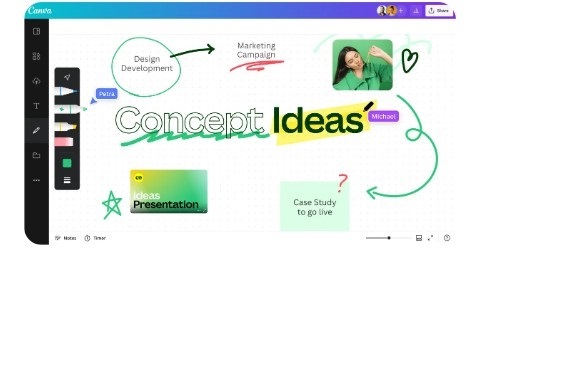 Canva
Share
Design
Development
Marketing
Campaign
Petra
Concept Ideas
Michael
Ideas
Presentation
?
Case Study
to go live
Notes
Timer